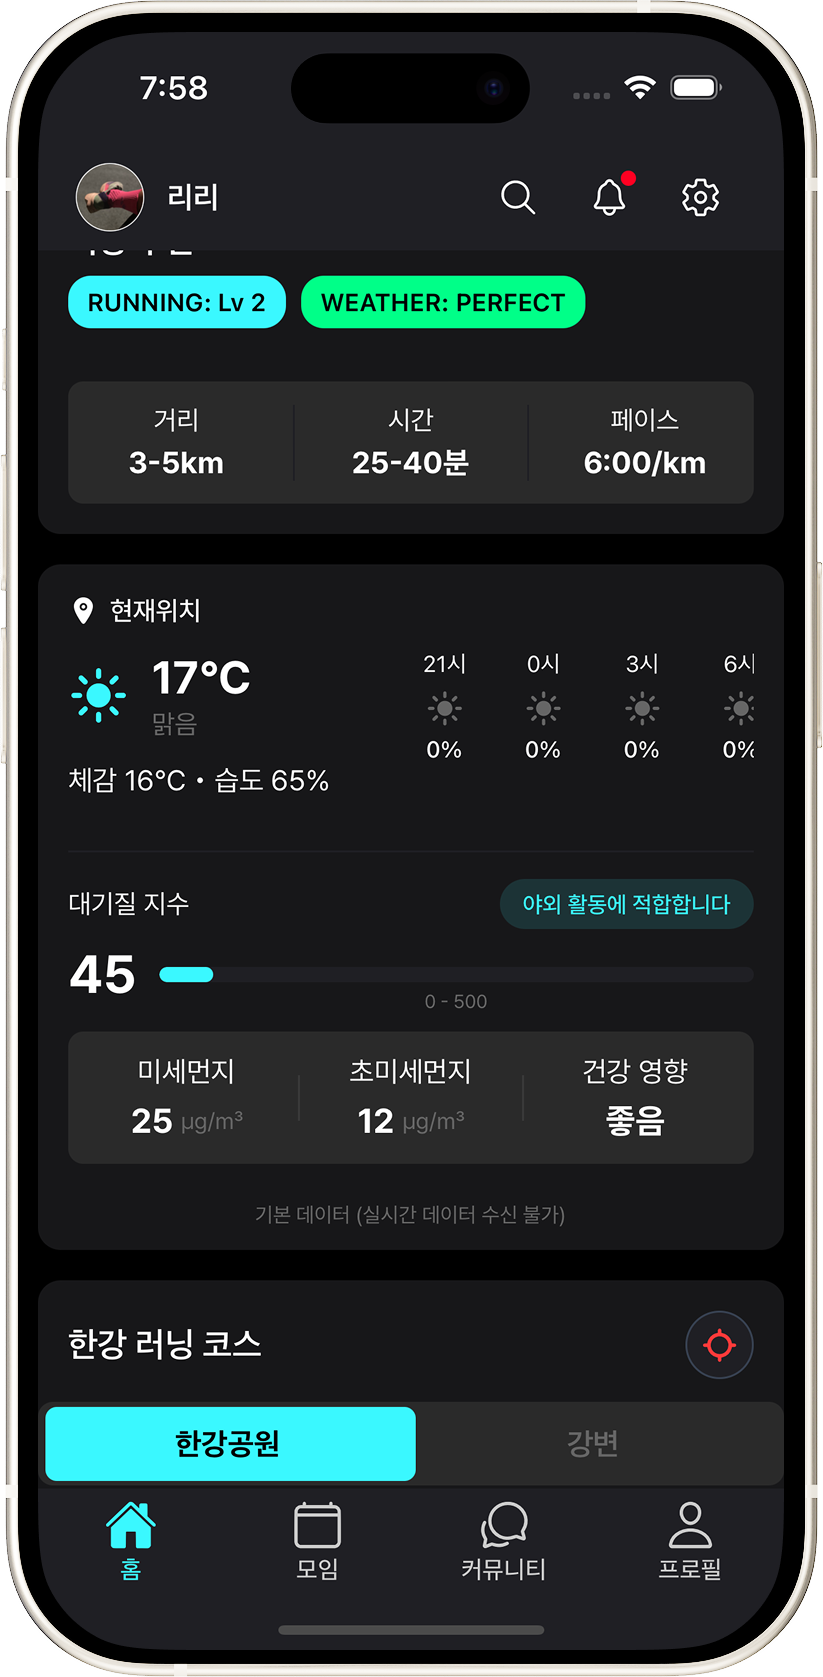 7:58
리리
RUNNING: Lv 2
WEATHER: PERFECT
거리 시간 페이스
3-5km 25-40분 6:00/km
현재위치
21시 0시 3시 6시
17°C
맑음
0% 0% 0% 0%
체감 16°C • 습도 65%
대기질 지수
야외 활동에 적합합니다
45
0 - 500
미세먼지 초미세먼지 건강 영향
25 µg/m³ 12 µg/m³ 좋음
기본 데이터 (실시간 데이터 수신 불가)
한강 러닝 코스
한강공원 강변
홈 모임 커뮤니티 프로필